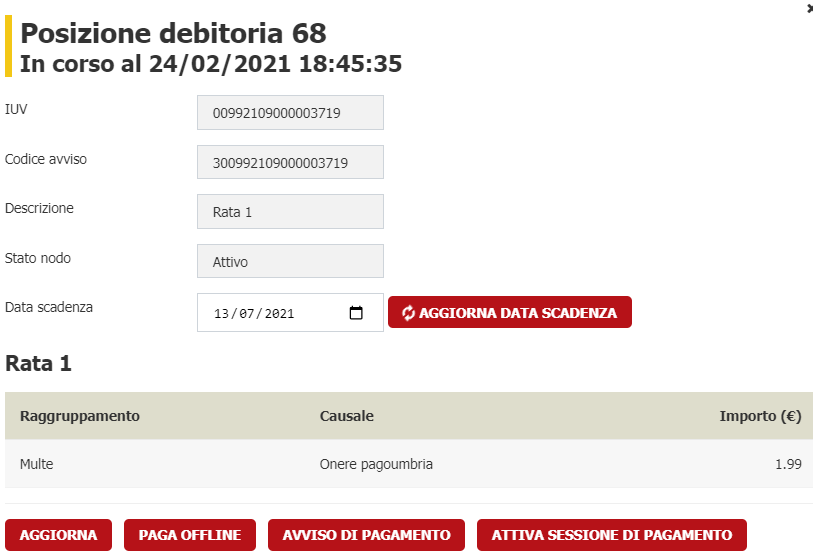 Posizione debitoria 68
In corso al 24/02/2021 18:45:35
IUV 00992109000003719
Codice avviso 300992109000003719
Descrizione Rata 1
Stato nodo Attivo
Data scadenza 13/07/2021 AGGIORNA DATA SCADENZA
Rata 1
Raggruppamento Causale Importo (€)
Multe Onere pagoumbria 1.99
AGGIORNA PAGA OFFLINE AVVISO DI PAGAMENTO ATTIVA SESSIONE DI PAGAMENTO